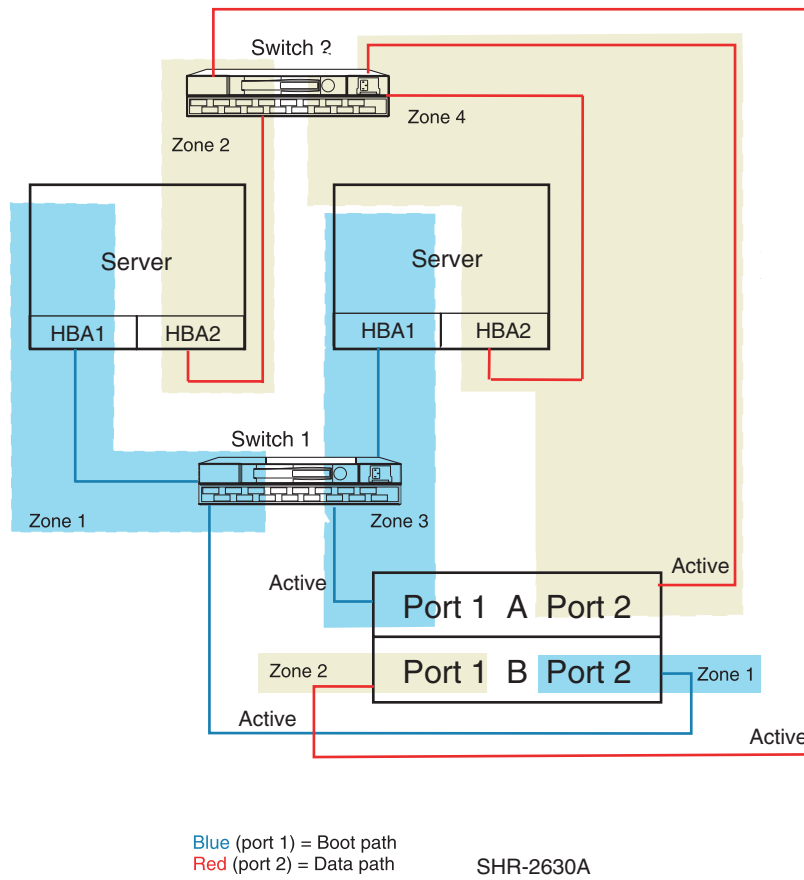 Switch 2
Zone 4
Zone 2
Server
Server
HBA1
HBA2
HBA1
HBA2
Switch 1
Zone 1
Zone 3
Active
Active
Port 1 A Port 2
Zone 2
Port 1 B Port 2
Zone 1
Active
Active
Blue (port 1) = Boot path
Red (port 2) = Data path
SHR-2630A